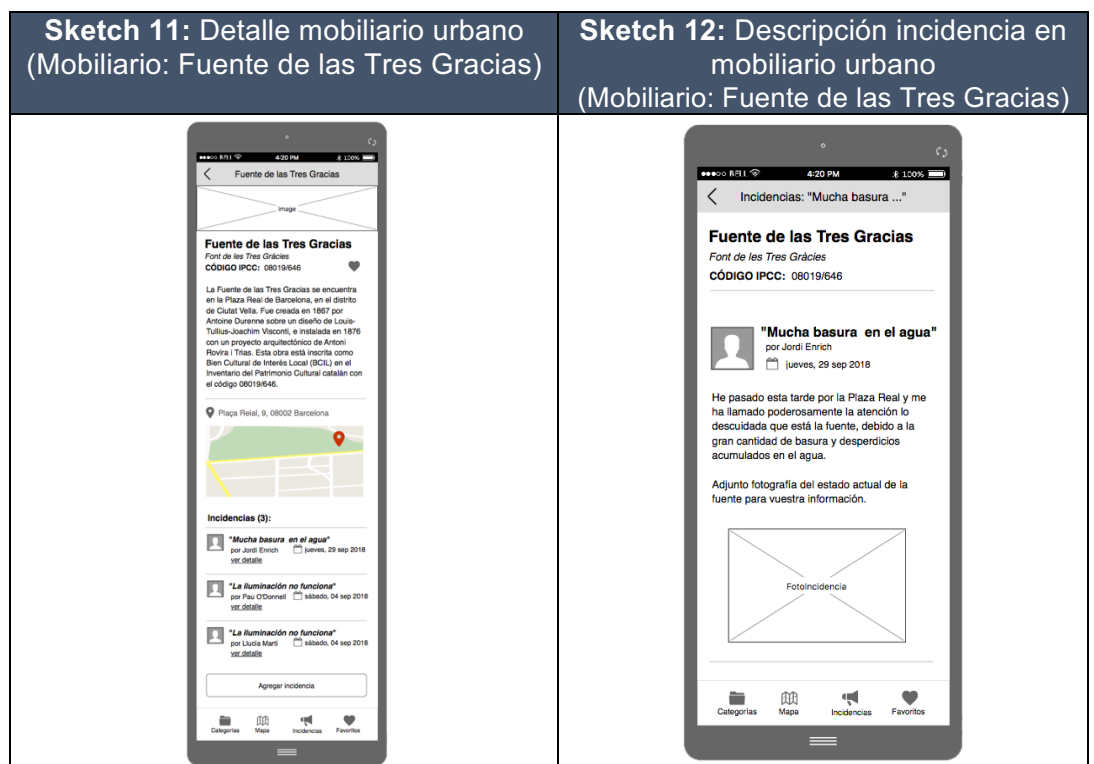 Sketch 11: Detalle mobiliario urbano
(Mobiliario: Fuente de las Tres Gracias)
Sketch 12: Descripción incidencia en
mobiliario urbano
(Mobiliario: Fuente de las Tres Gracias)
BELL 4:20 PM 100%
Fuente de las Tres Gracias
Image
Fuente de las Tres Gracias
Font de les Tres Gràcies
CÓDIGO IPCC: 08019/646
La Fuente de las Tres Gracias se encuentra
en la Plaza Real de Barcelona, en el distrito
de Ciutat Vella. Fue creada en 1867 por
Antoine Durenne sobre un diseño de Louis-
Tullius-Joachim Visconti, e instalada en 1876
con un proyecto arquitectónico de Antoni
Rovira i Trias. Esta obra está inscrita como
Bien Cultural de Interés Local (BCIL) en el
Inventario del Patrimonio Cultural catalán con
el código 08019/646.
Plaça Reial, 9, 08002 Barcelona
Incidencias (3):
"Mucha basura en el agua"
por Jordi Enrich jueves, 29 sep 2018
ver detalle
"La iluminación no funciona"
por Pau O'Donnell sábado, 04 sep 2018
ver detalle
"La iluminación no funciona"
por Llucia Martí sábado, 04 sep 2018
ver detalle
Agregar incidencia
Categorías Mapa Incidencias Favoritos
BELL 4:20 PM 100%
Incidencias: "Mucha basura ..."
Fuente de las Tres Gracias
Font de les Tres Gràcies
CÓDIGO IPCC: 08019/646
"Mucha basura en el agua"
por Jordi Enrich
jueves, 29 sep 2018
He pasado esta tarde por la Plaza Real y me
ha llamado poderosamente la atención lo
descuidada que está la fuente, debido a la
gran cantidad de basura y desperdicios
acumulados en el agua.
Adjunto fotografía del estado actual de la
fuente para vuestra información.
FotoIncidencia
Categorías Mapa Incidencias Favoritos